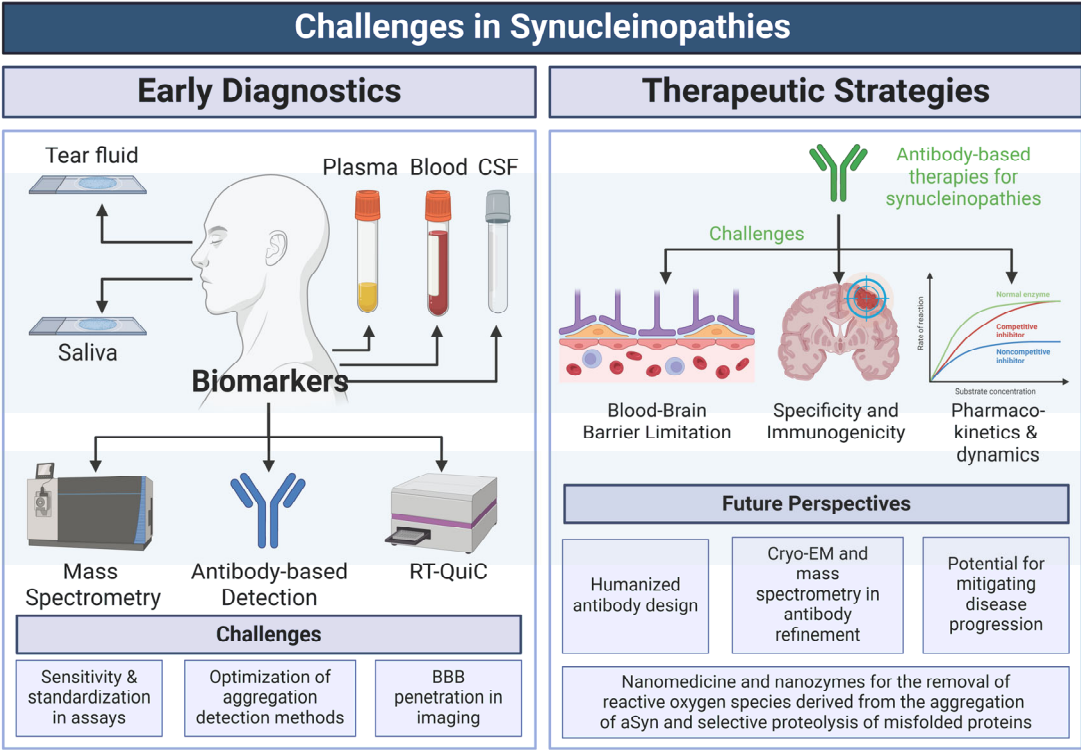 Challenges in Synucleinopathies
Early Diagnostics
Tear fluid
Plasma
Blood
CSF
Saliva
Biomarkers
Mass
Spectrometry
Antibody-based
Detection
RT-QuiC
Challenges
Sensitivity &
standardization
in assays
Optimization of
aggregation
detection methods
BBB
penetration in
imaging
Therapeutic Strategies
Antibody-based
therapies for
synucleinopathies
Challenges
Rate of reaction
Normal enzyme
Competitive
inhibitor
Noncompetitive
inhibitor
Substrate concentration
Blood-Brain
Barrier Limitation
Specificity and
Immunogenicity
Pharmaco-
kinetics &
dynamics
Future Perspectives
Humanized
antibody design
Cryo-EM and
mass
spectrometry in
antibody
refinement
Potential for
mitigating
disease
progression
Nanomedicine and nanozymes for the removal of
reactive oxygen species derived from the aggregation
of aSyn and selective proteolysis of misfolded proteins